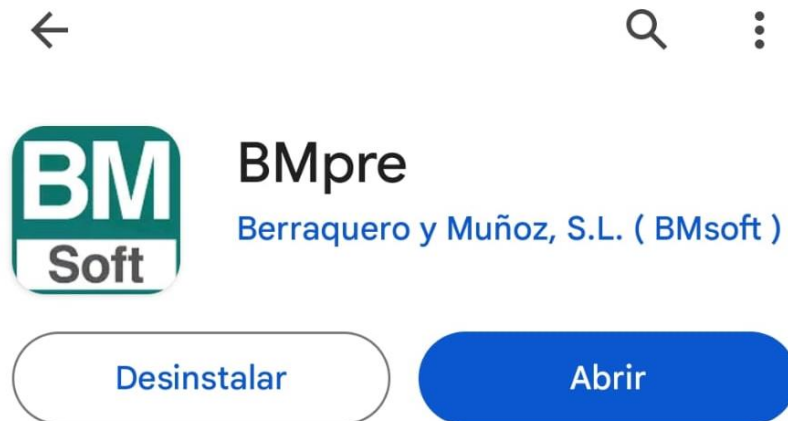 BM
Soft
BMpre
Berraquero y Muñoz, S.L. ( BMsoft )
Desinstalar
Abrir